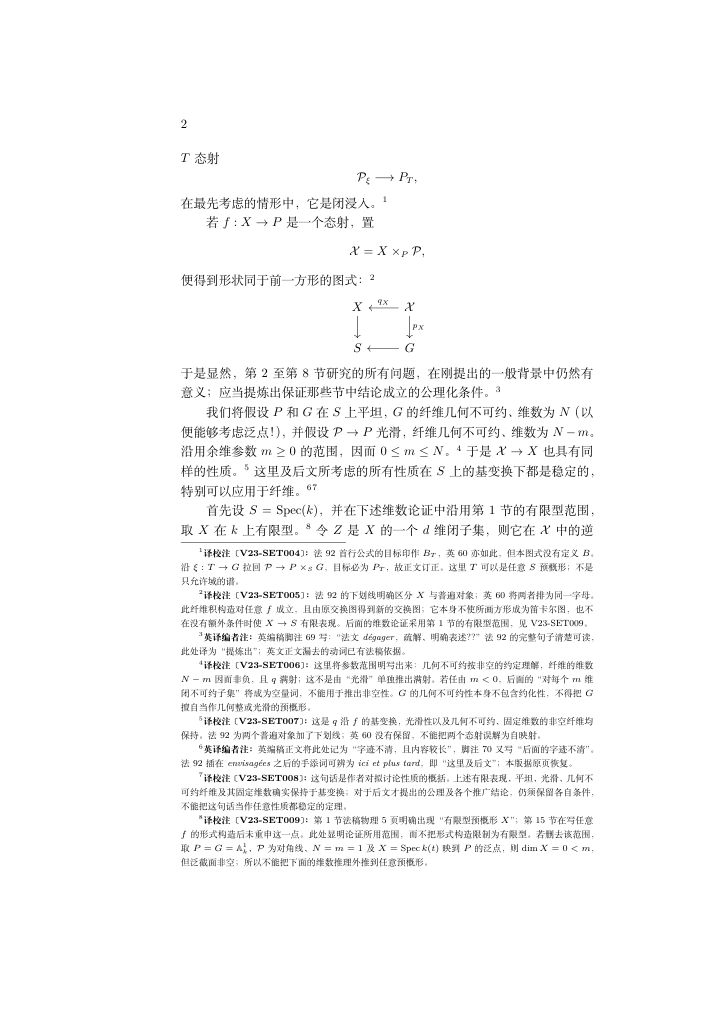 2
T 态射
𝒫_ξ ⟶ P_T,
在最先考虑的情形中，它是闭浸入。¹
若 f : X → P 是一个态射，置
𝒳 = X ×_P 𝒫,
便得到形状同于前一方形的图式：²
X ←(q_X) 𝒳
↓ ↓ p_X
S ← G
于是显然，第 2 至第 8 节研究的所有问题，在刚提出的一般背景中仍然有
意义；应当提炼出保证那些节中结论成立的公理化条件。³
我们将假设 P 和 G 在 S 上平坦，G 的纤维几何不可约、维数为 N（以
便能够考虑泛点！），并假设 𝒫 → P 光滑，纤维几何不可约、维数为 N − m。
沿用余维参数 m ≥ 0 的范围，因而 0 ≤ m ≤ N。⁴ 于是 𝒳 → X 也具有同
样的性质。⁵ 这里及后文所考虑的所有性质在 S 上的基变换下都是稳定的，
特别可以应用于纤维。⁶⁷
首先设 S = Spec(k)，并在下述维数论证中沿用第 1 节的有限型范围，
取 X 在 k 上有限型。⁸ 令 Z 是 X 的一个 d 维闭子集，则它在 𝒳 中的逆
¹译校注〔V23-SET004〕：法 92 首行公式的目标印作 B_T，英 60 亦如此，但本图式没有定义 B。
沿 ξ : T → G 拉回 𝒫 → P ×_S G，目标必为 P_T，故正文订正。这里 T 可以是任意 S 预概形；不是
只允许域的谱。
²译校注〔V23-SET005〕：法 92 的下划线明确区分 X 与普遍对象；英 60 将两者排为同一字母。
此纤维积构造对任意 f 成立，且由原交换图得到新的交换图；它本身不使所画方形成为笛卡尔图，也不
在没有额外条件时使 X → S 有限表现。后面的维数论证采用第 1 节的有限型范围，见 V23-SET009。
³英译编者注：英编稿脚注 69 写：“法文 dégager，疏解、明确表述??” 法 92 的完整句子清楚可读，
此处译为“提炼出”；英文正文漏去的动词已有法稿依据。
⁴译校注〔V23-SET006〕：这里将参数范围明写出来：几何不可约按非空的约定理解，纤维的维数
N − m 因而非负，且 q 满射；这不是由“光滑”单独推出满射。若任由 m < 0，后面的“对每个 m 维
闭不可约子集”将成为空量词，不能用于推出非空性。G 的几何不可约性本身不包含约化性，不得把 G
擅自当作几何整或光滑的预概形。
⁵译校注〔V23-SET007〕：这是 q 沿 f 的基变换，光滑性以及几何不可约、固定维数的非空纤维均
保持。法 92 为两个普遍对象加了下划线；英 60 没有保留，不能把两个态射误解为自映射。
⁶英译编者注：英编稿正文将此处记为“字迹不清，且内容较长”，脚注 70 又写“后面的字迹不清”。
法 92 插在 envisagées 之后的手添词可辨为 ici et plus tard，即“这里及后文”；本版据原页恢复。
⁷译校注〔V23-SET008〕：这句话是作者对拟讨论性质的概括。上述有限表现、平坦、光滑、几何不
可约纤维及其固定维数确实保持于基变换；对于后文才提出的公理及各个推广结论，仍须保留各自条件，
不能把这句话当作任意性质都稳定的定理。
⁸译校注〔V23-SET009〕：第 1 节法稿物理 5 页明确出现“有限型预概形 X”；第 15 节在写任意
f 的形式构造后未重申这一点。此处显明论证所用范围，而不把形式构造限制为有限型。若删去该范围，
取 P = G = 𝔸¹_k，𝒫 为对角线、N = m = 1 及 X = Spec k(t) 映到 P 的泛点，则 dim X = 0 < m，
但泛截面非空；所以不能把下面的维数推理外推到任意预概形。